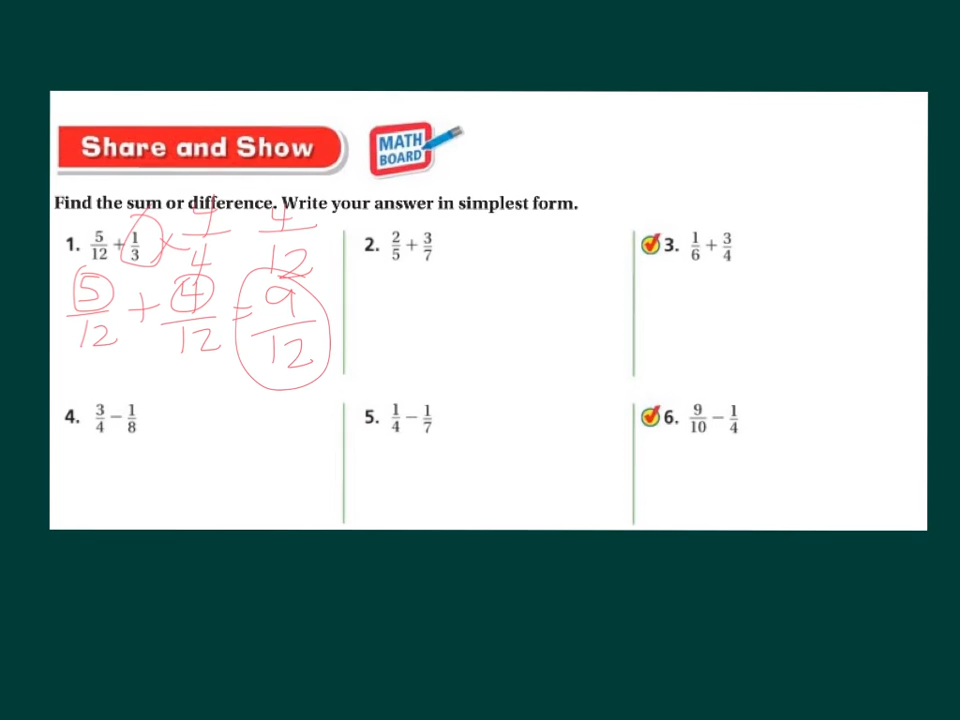 Share and Show MATH BOARD
Find the sum or difference. Write your answer in simplest form.
1. 5/12 + 1/3 × 4/4 4/12
2. 2/5 + 3/7
3. 1/6 + 3/4
5/12 + 4/12 = 9/12
4. 3/4 − 1/8
5. 1/4 − 1/7
6. 9/10 − 1/4